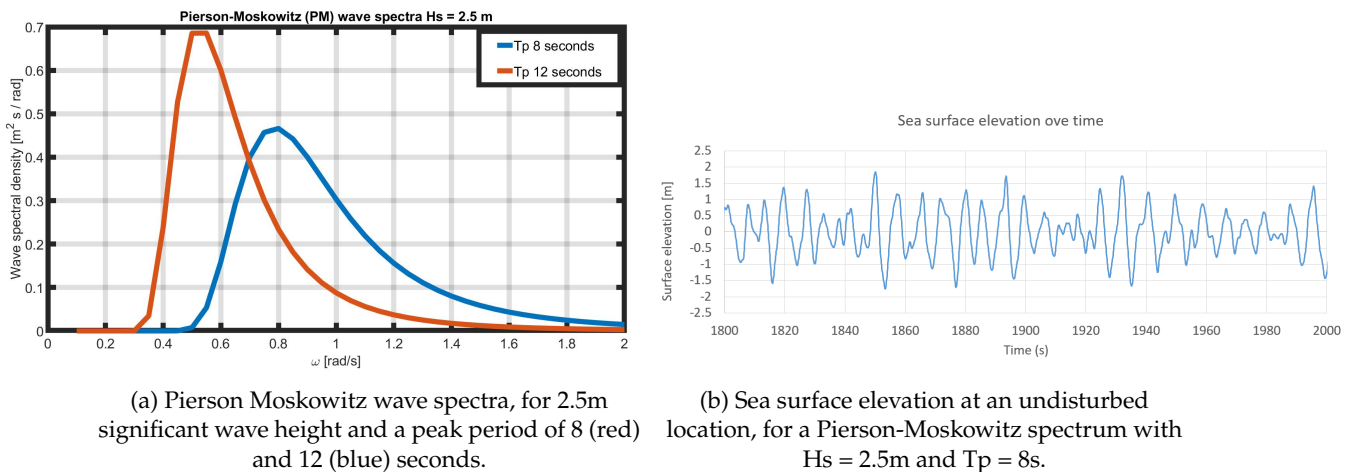 Pierson-Moskowitz (PM) wave spectra Hs = 2.5 m
Wave spectral density [m² s / rad]
0.7
0.6
0.5
0.4
0.3
0.2
0.1
0
0 0.2 0.4 0.6 0.8 1 1.2 1.4 1.6 1.8 2
ω [rad/s]
Tp 8 seconds
Tp 12 seconds
(a) Pierson Moskowitz wave spectra, for 2.5m
significant wave height and a peak period of 8 (red)
and 12 (blue) seconds.
Sea surface elevation ove time
Surface elevation [m]
2.5
2
1.5
1
0.5
0
-0.5
-1
-1.5
-2
-2.5
1800 1820 1840 1860 1880 1900 1920 1940 1960 1980 2000
Time (s)
(b) Sea surface elevation at an undisturbed
location, for a Pierson-Moskowitz spectrum with
Hs = 2.5m and Tp = 8s.